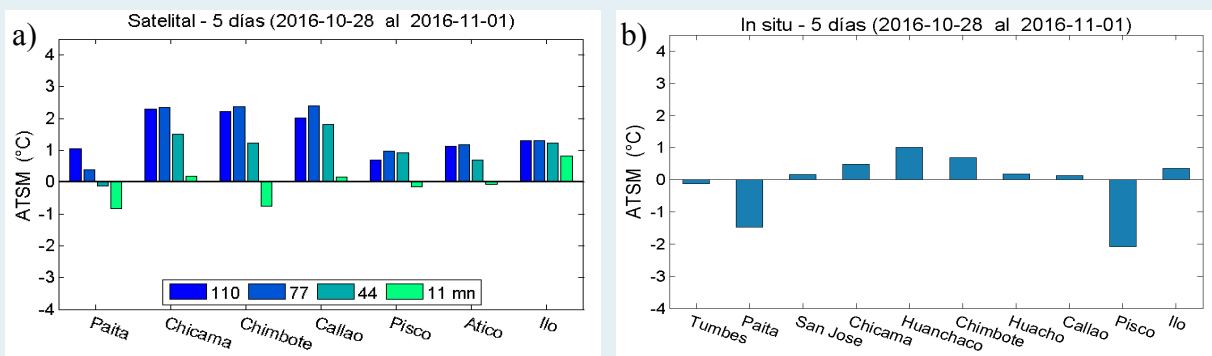 a)
Satelital - 5 días (2016-10-28 al 2016-11-01)
ATSM (°C)
4
3
2
1
0
-1
-2
-3
-4
110 77 44 11 mn
Paita Chicama Chimbote Callao Pisco Atico Ilo
b)
In situ - 5 días (2016-10-28 al 2016-11-01)
ATSM (°C)
4
3
2
1
0
-1
-2
-3
-4
Tumbes Paita San Jose Chicama Huanchaco Chimbote Huacho Callao Pisco Ilo